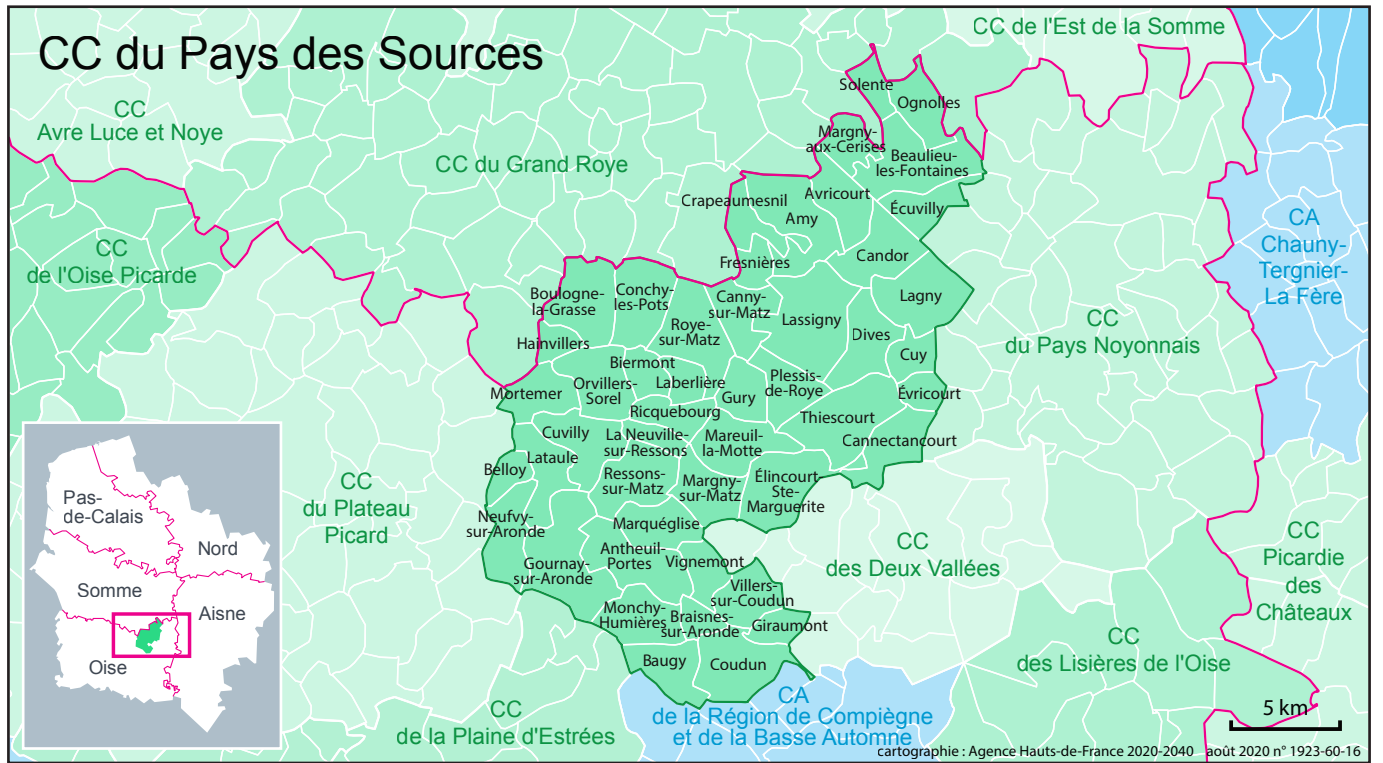 CC du Pays des Sources
CC de l'Est de la Somme
CC
Avre Luce et Noye
CC du Grand Roye
CC
de l'Oise Picarde
CA
Chauny-
Tergnier-
La Fère
CC
du Pays Noyonnais
CC
du Plateau
Picard
CC
des Deux Vallées
CC
Picardie
des
Châteaux
CC
des Lisières de l'Oise
CC
de la Plaine d'Estrées
CA
de la Région de Compiègne
et de la Basse Automne
Solente
Ognolles
Margny-
aux-Cerises
Beaulieu-
les-Fontaines
Crapeaumesnil
Avricourt
Amy
Écuvilly
Fresnières
Candor
Boulogne-
la-Grasse
Conchy-
les-Pots
Canny-
sur-Matz
Lagny
Roye-
sur-Matz
Lassigny
Dives
Hainvillers
Cuy
Biermont
Mortemer
Orvillers-
Sorel
Laberlière
Gury
Plessis-
de-Roye
Évricourt
Ricquebourg
Thiescourt
Cuvilly
La Neuville-
sur-Ressons
Mareuil-
la-Motte
Cannectancourt
Lataule
Belloy
Ressons-
sur-Matz
Margny-
sur-Matz
Élincourt-
Ste-
Marguerite
Neufvy-
sur-Aronde
Marquéglise
Gournay-
sur-Aronde
Antheuil-
Portes
Vignemont
Villers-
sur-Coudun
Monchy-
Humières
Braisnes-
sur-Aronde
Giraumont
Baugy
Coudun
Pas-
de-Calais
Nord
Somme
Aisne
Oise
5 km
cartographie : Agence Hauts-de-France 2020-2040 août 2020 n° 1923-60-16